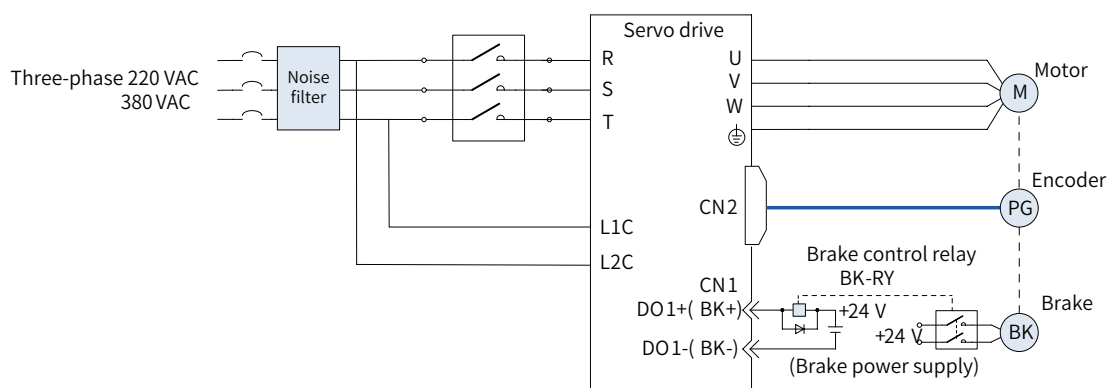 Servo drive
Three-phase 220 VAC
380 VAC
Noise
filter
R
S
T
U
V
W
Motor
M
L1C
L2C
CN2
Encoder
PG
CN1
Brake control relay
BK-RY
DO1+( BK+)
+24 V
+24 V
DO1-( BK-)
(Brake power supply)
Brake
BK